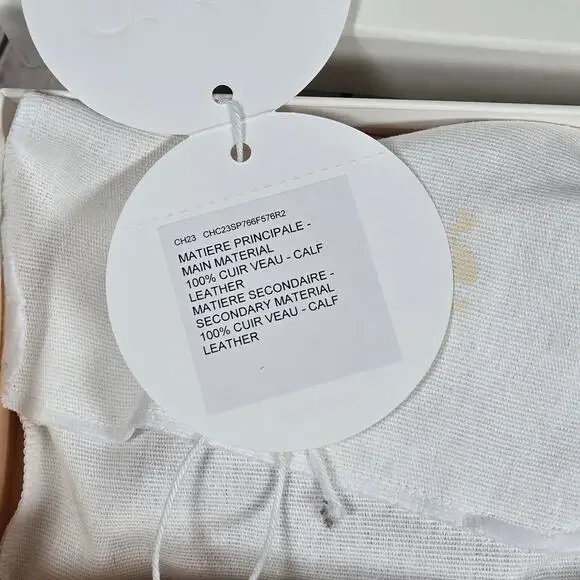 CH23 CHC23SP766F576R2
MATIERE PRINCIPALE -
MAIN MATERIAL
100% CUIR VEAU - CALF
LEATHER
MATIERE SECONDAIRE -
SECONDARY MATERIAL
100% CUIR VEAU - CALF
LEATHER